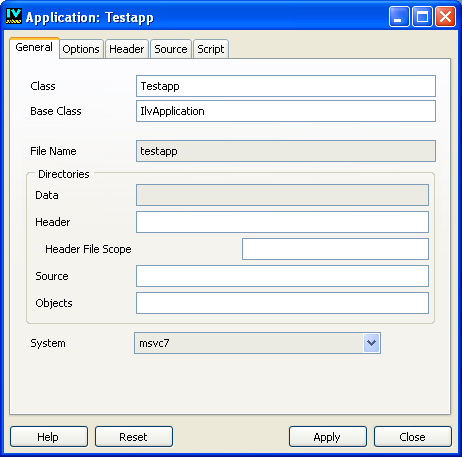 IV Application: Testapp
General Options Header Source Script
Class Testapp
Base Class IlvApplication
File Name testapp
Directories
Data
Header
Header File Scope
Source
Objects
System msvc7
Help Reset Apply Close